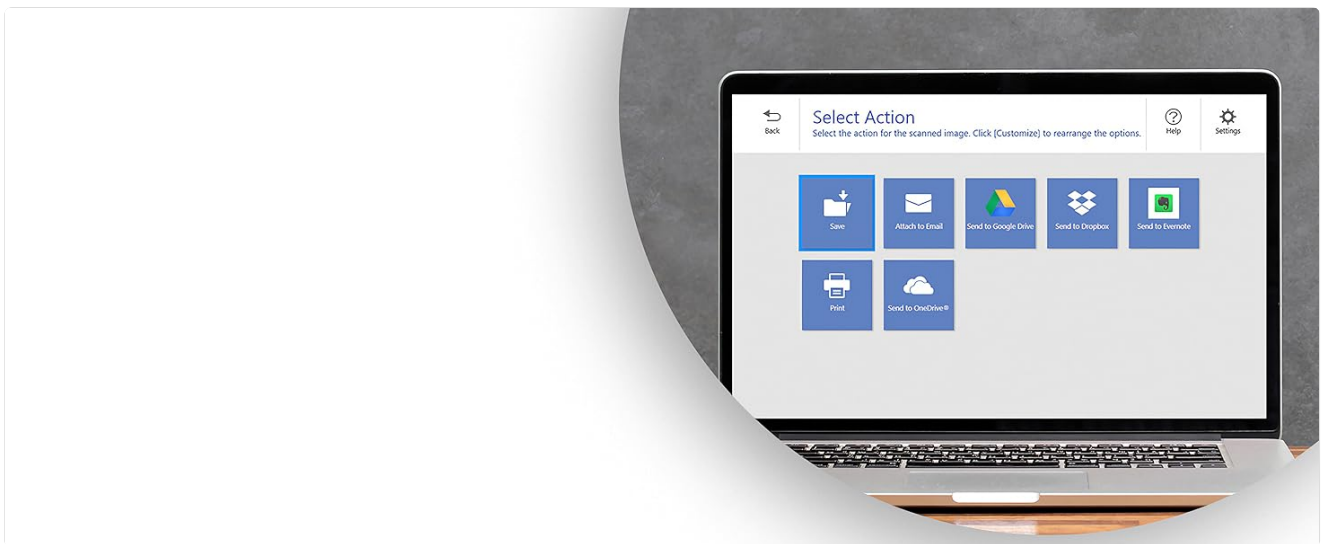 Back
Select Action
Select the action for the scanned image. Click [Customize] to rearrange the options.
Help
Settings
Save
Attach to Email
Send to Google Drive
Send to Dropbox
Send to Evernote
Print
Send to OneDrive®